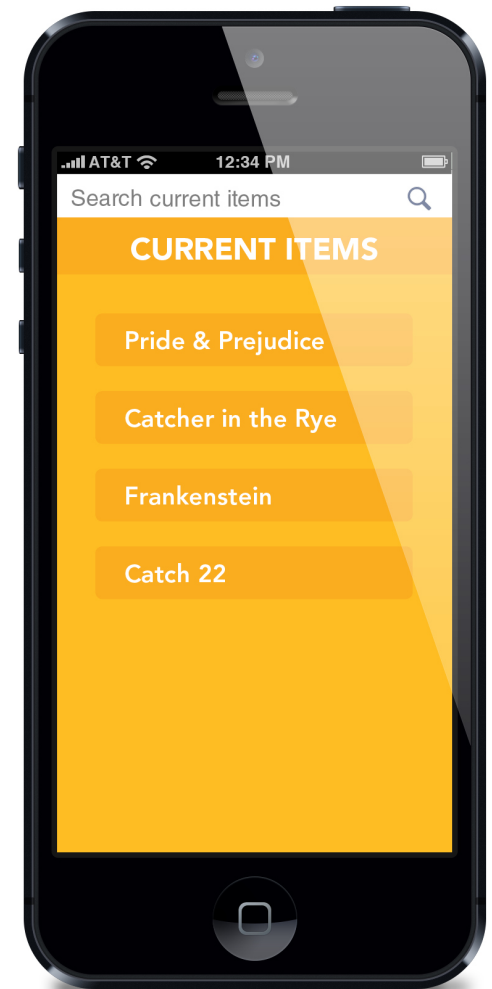 AT&T 12:34 PM
Search current items
CURRENT ITEMS
Pride & Prejudice
Catcher in the Rye
Frankenstein
Catch 22